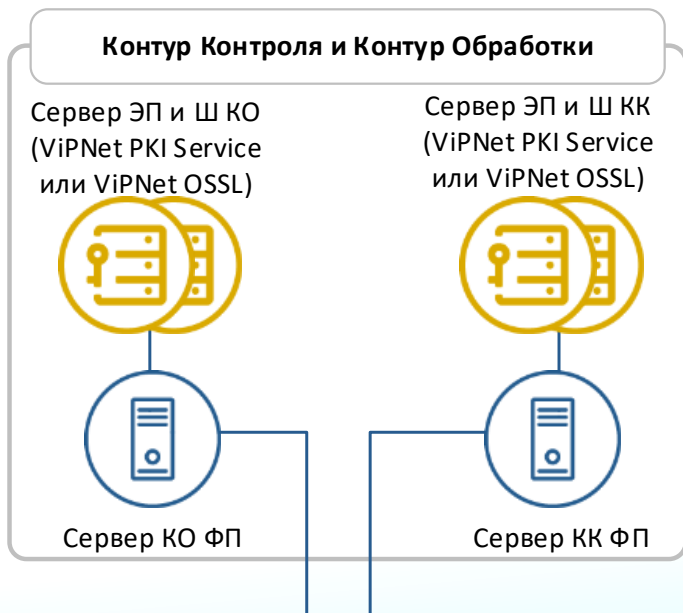 Контур Контроля и Контур Обработки
Сервер ЭП и Ш КО
(ViPNet PKI Service
или ViPNet OSSL)
Сервер ЭП и Ш КК
(ViPNet PKI Service
или ViPNet OSSL)
Сервер КО ФП
Сервер КК ФП